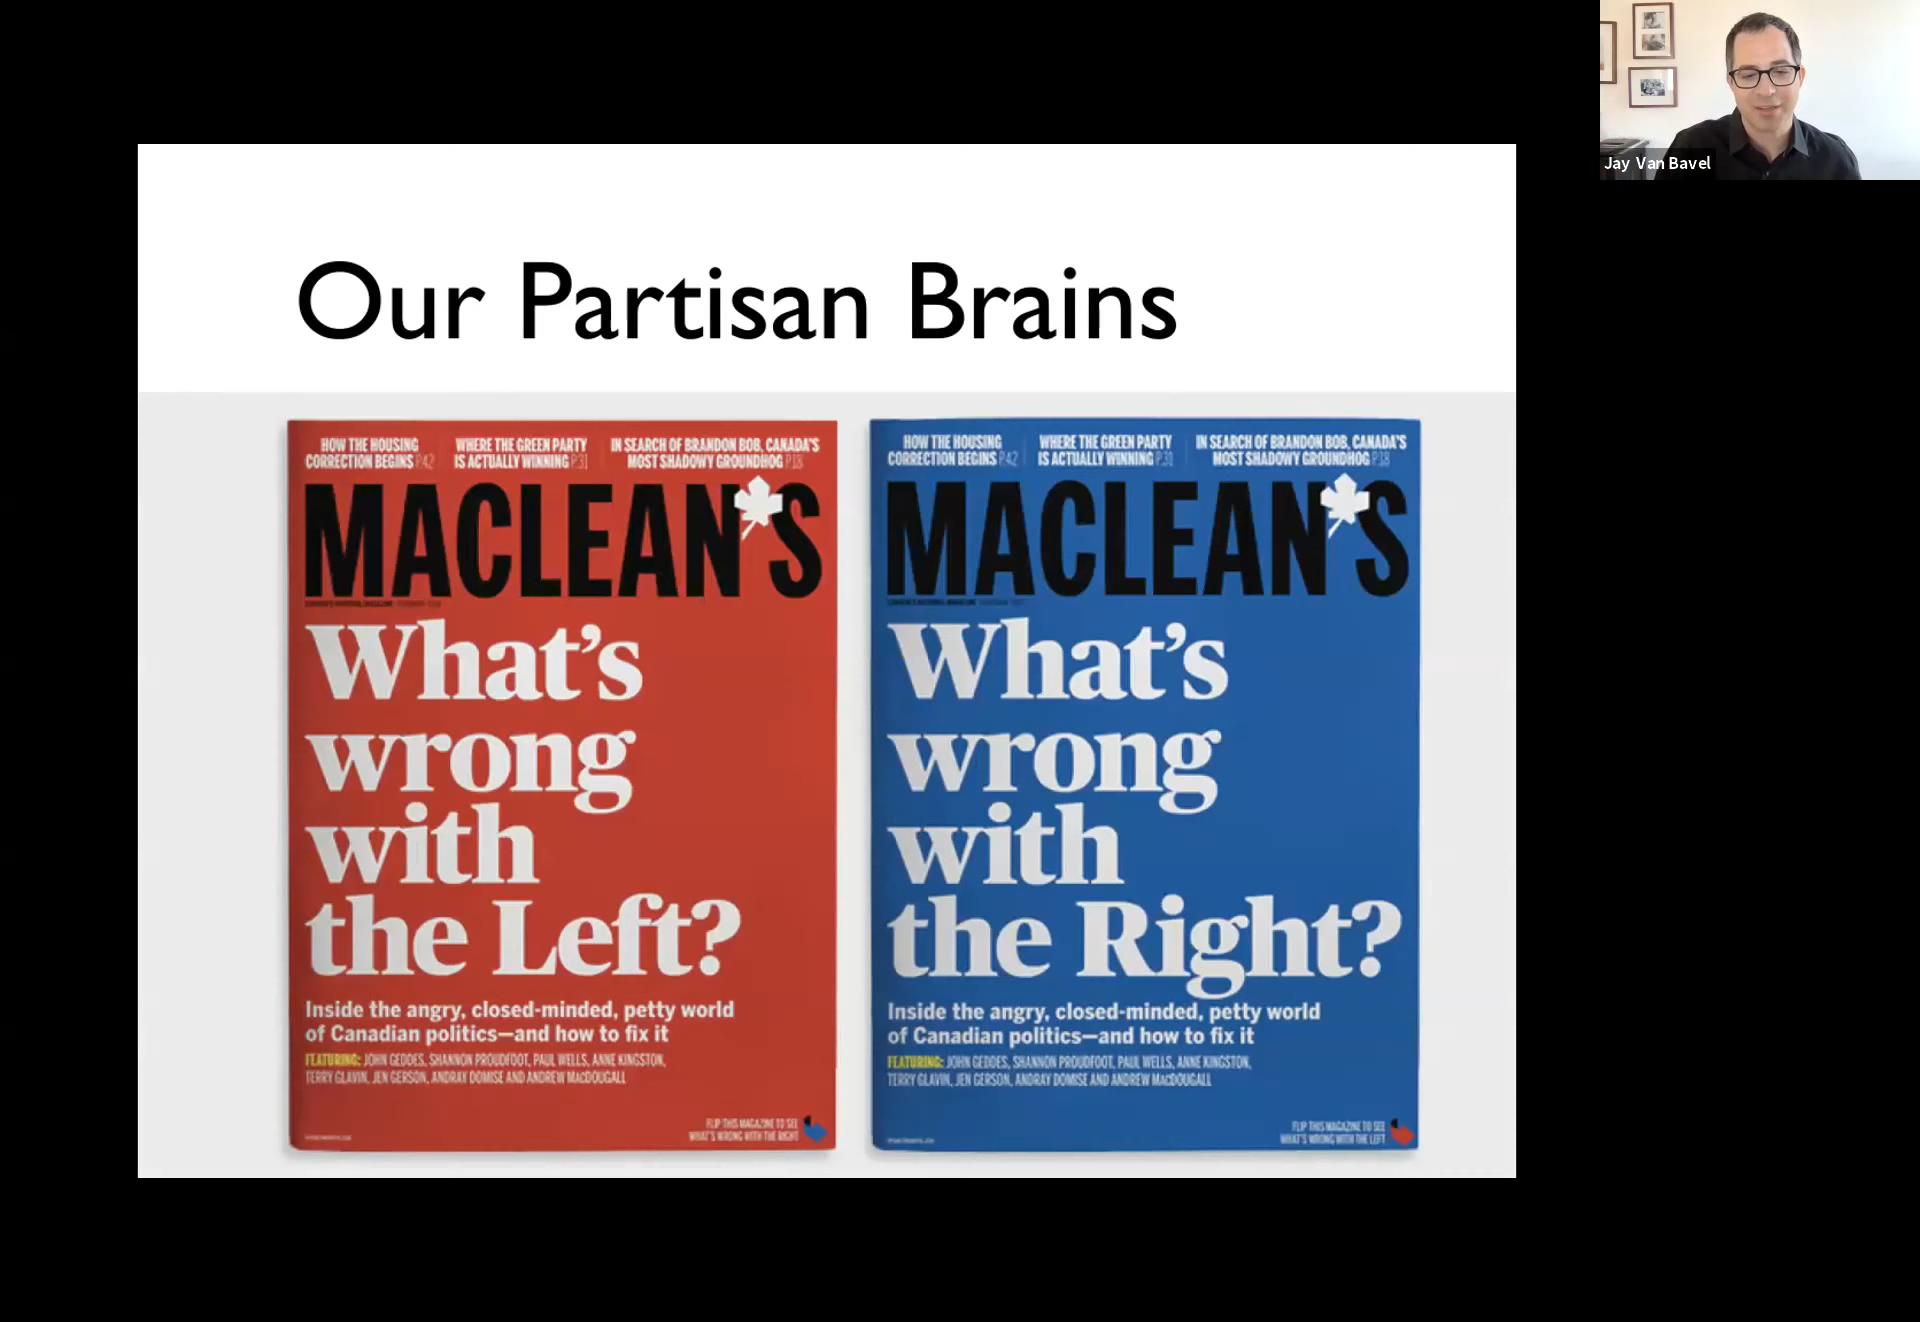 Jay Van Bavel
Our Partisan Brains
HOW THE HOUSING
CORRECTION BEGINS P.42
WHERE THE GREEN PARTY
IS ACTUALLY WINNING P.31
IN SEARCH OF BRANDON BOB, CANADA'S
MOST SHADOWY GROUNDHOG P.18
MACLEAN'S
What's
wrong
with
the Left?
Inside the angry, closed-minded, petty world
of Canadian politics—and how to fix it
FEATURING: JOHN GEDDES, SHANNON PROUDFOOT, PAUL WELLS, ANNE KINGSTON,
TERRY GLAVIN, JEN GERSON, ANDRAY DOMISE AND ANDREW MACDOUGALL
FLIP THIS MAGAZINE TO SEE
WHAT'S WRONG WITH THE RIGHT
HOW THE HOUSING
CORRECTION BEGINS P.42
WHERE THE GREEN PARTY
IS ACTUALLY WINNING P.31
IN SEARCH OF BRANDON BOB, CANADA'S
MOST SHADOWY GROUNDHOG P.18
MACLEAN'S
What's
wrong
with
the Right?
Inside the angry, closed-minded, petty world
of Canadian politics—and how to fix it
FEATURING: JOHN GEDDES, SHANNON PROUDFOOT, PAUL WELLS, ANNE KINGSTON,
TERRY GLAVIN, JEN GERSON, ANDRAY DOMISE AND ANDREW MACDOUGALL
FLIP THIS MAGAZINE TO SEE
WHAT'S WRONG WITH THE LEFT